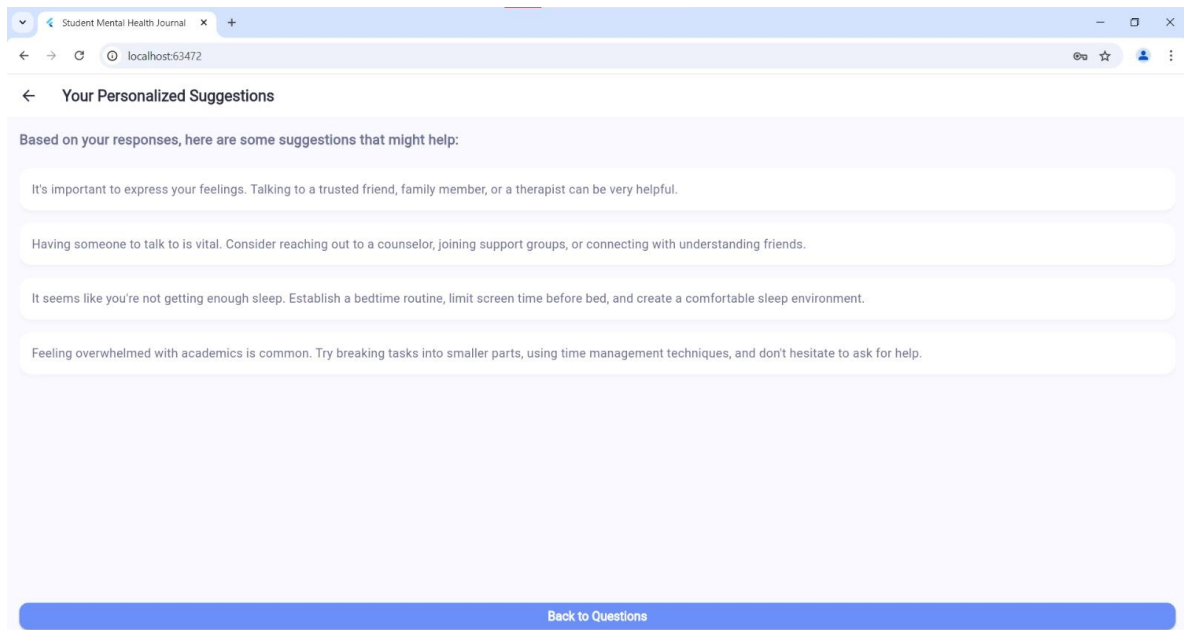 Student Mental Health Journal
localhost:63472
Your Personalized Suggestions
Based on your responses, here are some suggestions that might help:
It's important to express your feelings. Talking to a trusted friend, family member, or a therapist can be very helpful.
Having someone to talk to is vital. Consider reaching out to a counselor, joining support groups, or connecting with understanding friends.
It seems like you're not getting enough sleep. Establish a bedtime routine, limit screen time before bed, and create a comfortable sleep environment.
Feeling overwhelmed with academics is common. Try breaking tasks into smaller parts, using time management techniques, and don't hesitate to ask for help.
Back to Questions